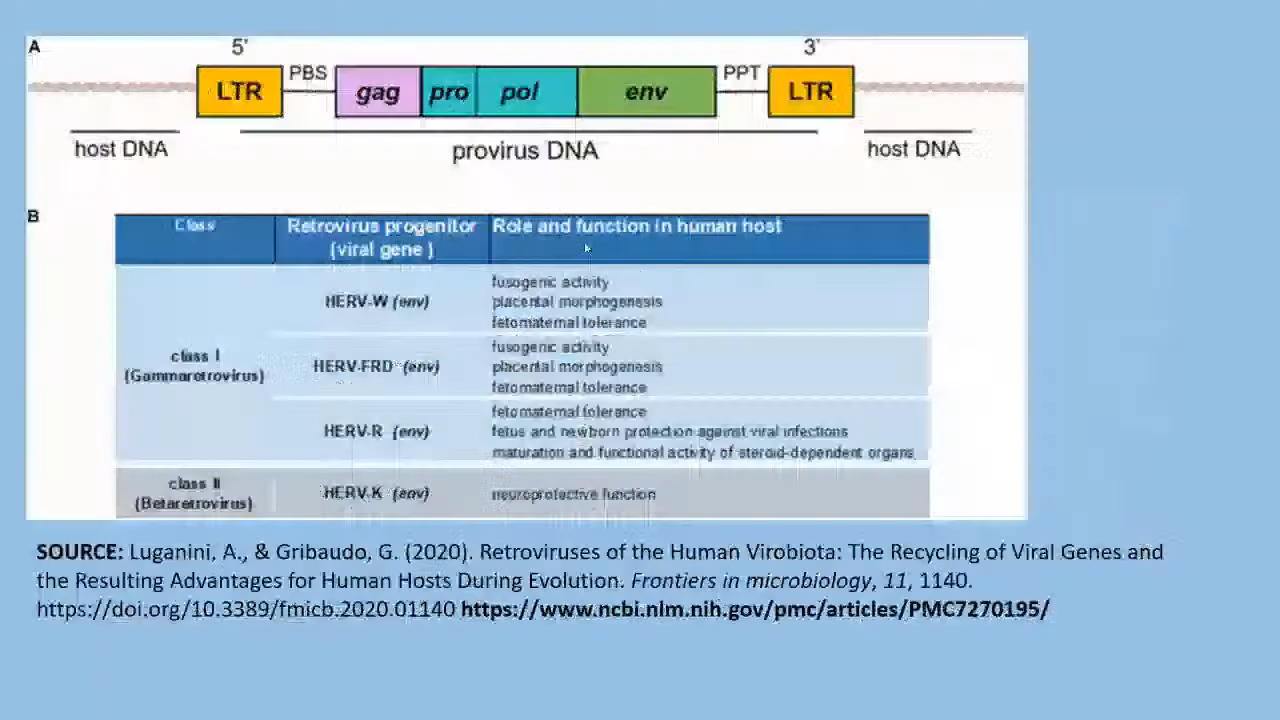 A
5'
3'
LTR
PBS
gag
pro
pol
env
PPT
LTR
host DNA
provirus DNA
host DNA
B
Class
Retrovirus progenitor
(viral gene )
Role and function in human host
class I
(Gammaretrovirus)
HERV-W (env)
fusogenic activity
placental morphogenesis
fetomaternal tolerance
HERV-FRD (env)
fusogenic activity
placental morphogenesis
fetomaternal tolerance
HERV-R (env)
fetomaternal tolerance
fetus and newborn protection against viral infections
maturation and functional activity of steroid-dependent organs
class II
(Betaretrovirus)
HERV-K (env)
neuroprotective function
SOURCE: Luganini, A., & Gribaudo, G. (2020). Retroviruses of the Human Virobiota: The Recycling of Viral Genes and
the Resulting Advantages for Human Hosts During Evolution. Frontiers in microbiology, 11, 1140.
https://doi.org/10.3389/fmicb.2020.01140 https://www.ncbi.nlm.nih.gov/pmc/articles/PMC7270195/